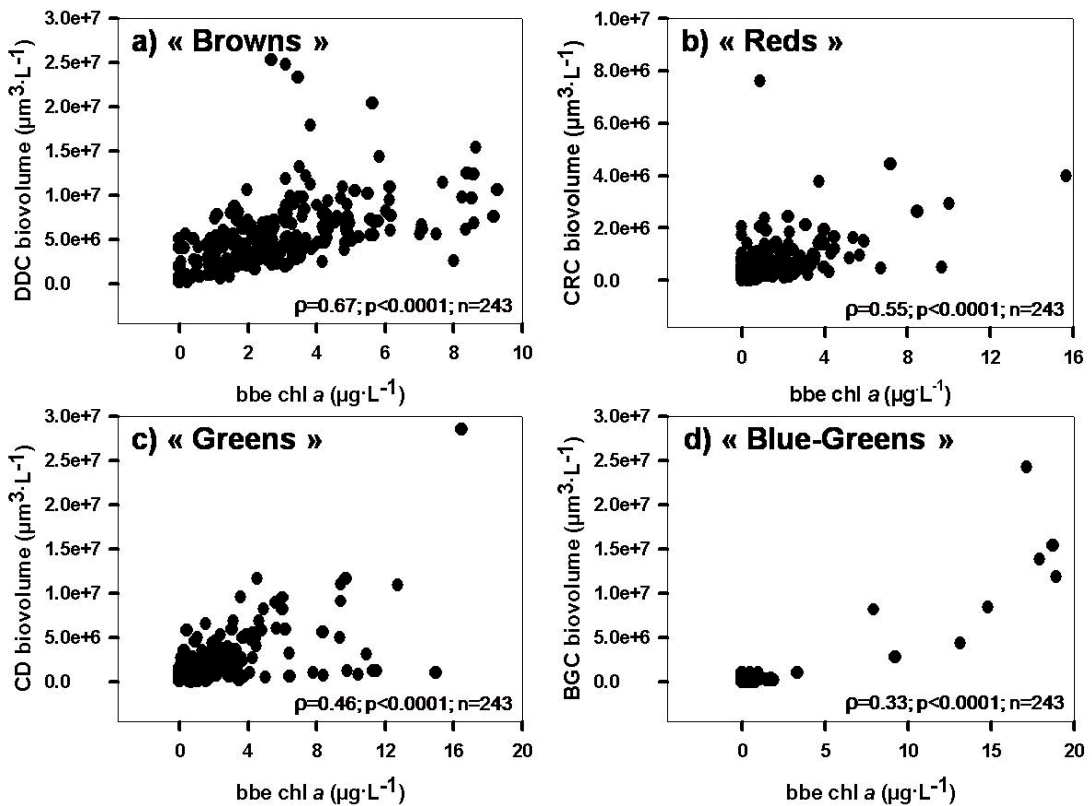 a) « Browns »
3.0e+7
2.5e+7
2.0e+7
1.5e+7
1.0e+7
5.0e+6
0.0
DDC biovolume (µm³·L⁻¹)
ρ=0.67; p<0.0001; n=243
0 2 4 6 8 10
bbe chl a (µg·L⁻¹)
b) « Reds »
1.0e+7
8.0e+6
6.0e+6
4.0e+6
2.0e+6
0.0
CRC biovolume (µm³·L⁻¹)
ρ=0.55; p<0.0001; n=243
0 4 8 12 16
bbe chl a (µg·L⁻¹)
c) « Greens »
3.0e+7
2.5e+7
2.0e+7
1.5e+7
1.0e+7
5.0e+6
0.0
CD biovolume (µm³·L⁻¹)
ρ=0.46; p<0.0001; n=243
0 4 8 12 16 20
bbe chl a (µg·L⁻¹)
d) « Blue-Greens »
3.0e+7
2.5e+7
2.0e+7
1.5e+7
1.0e+7
5.0e+6
0.0
BGC biovolume (µm³·L⁻¹)
ρ=0.33; p<0.0001; n=243
0 5 10 15 20
bbe chl a (µg·L⁻¹)